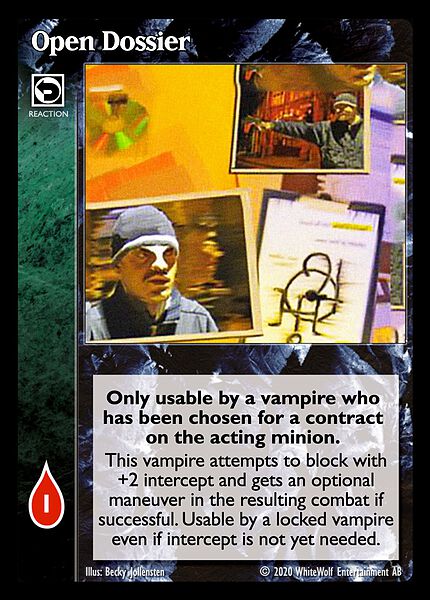 Open Dossier
REACTION
Only usable by a vampire who
has been chosen for a contract
on the acting minion.
This vampire attempts to block with
+2 intercept and gets an optional
maneuver in the resulting combat if
successful. Usable by a locked vampire
even if intercept is not yet needed.
1
Illus: Becky Jollensten
© 2020 WhiteWolf Entertainment AB